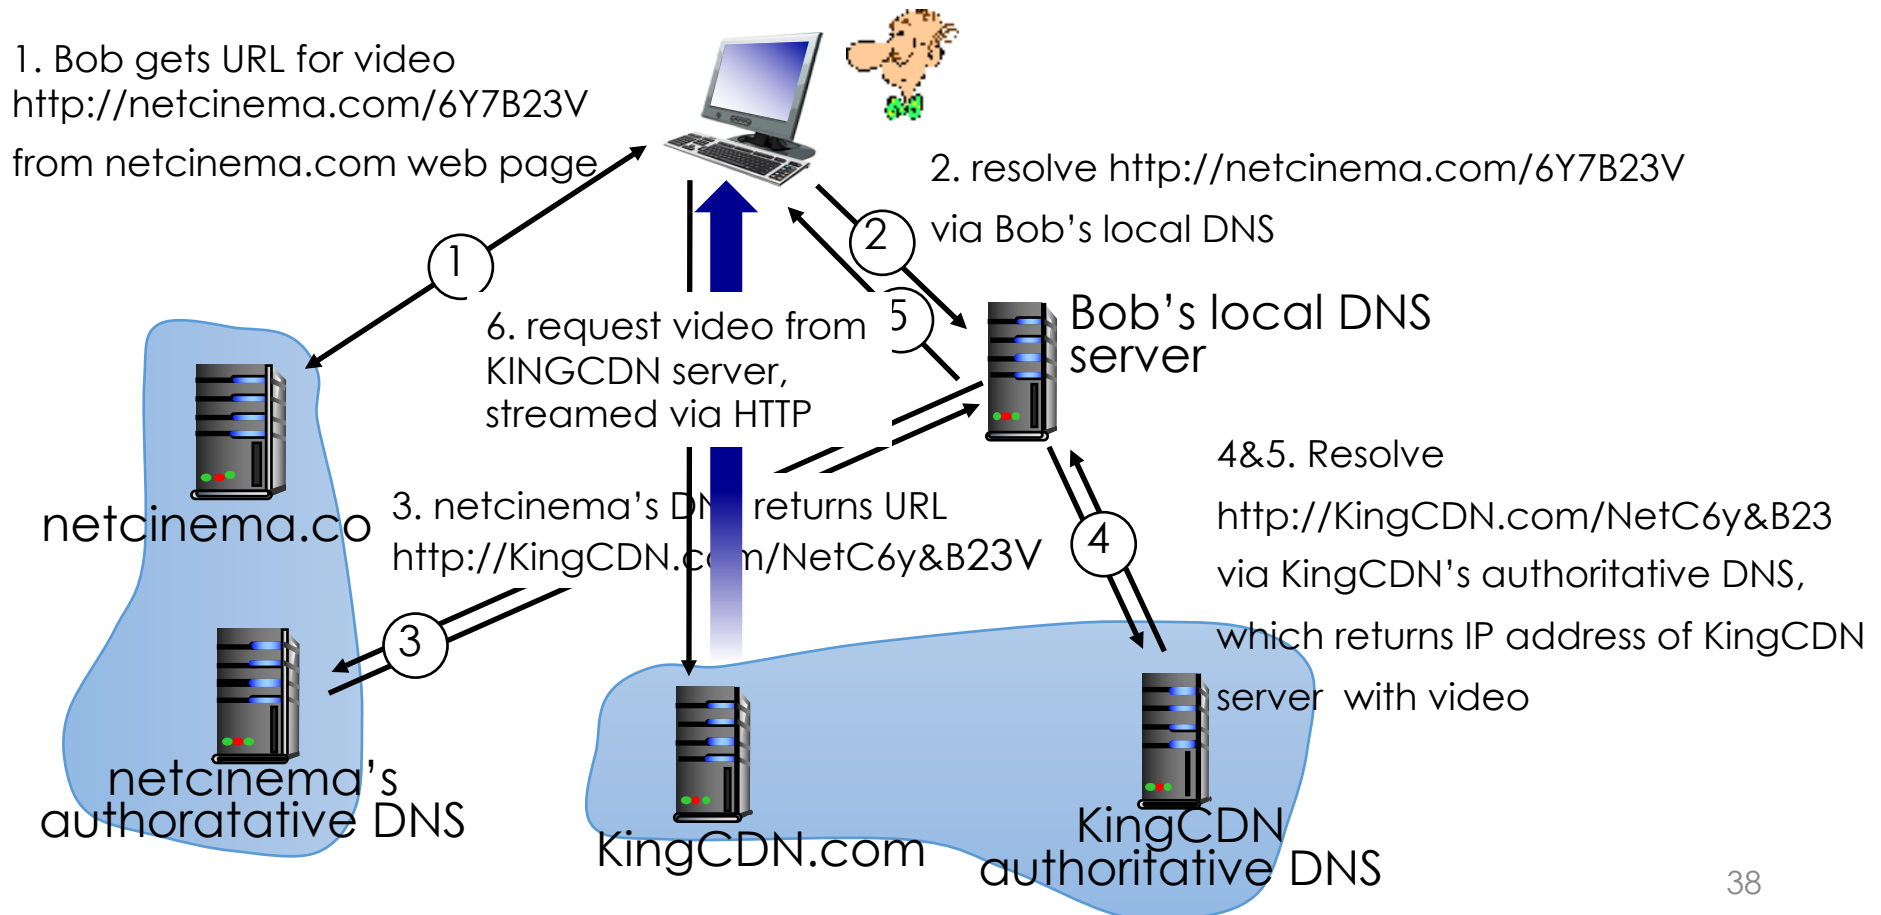 1. Bob gets URL for video
http://netcinema.com/6Y7B23V
from netcinema.com web page
2. resolve http://netcinema.com/6Y7B23V
via Bob’s local DNS
1
2
5
6. request video from
KINGCDN server,
streamed via HTTP
Bob’s local DNS
server
netcinema.co
3. netcinema’s DN returns URL
http://KingCDN.com/NetC6y&B23V
4&5. Resolve
http://KingCDN.com/NetC6y&B23
via KingCDN’s authoritative DNS,
which returns IP address of KingCDN
server with video
4
3
netcinema’s
authoratative DNS
KingCDN.com
KingCDN
authoritative DNS
38